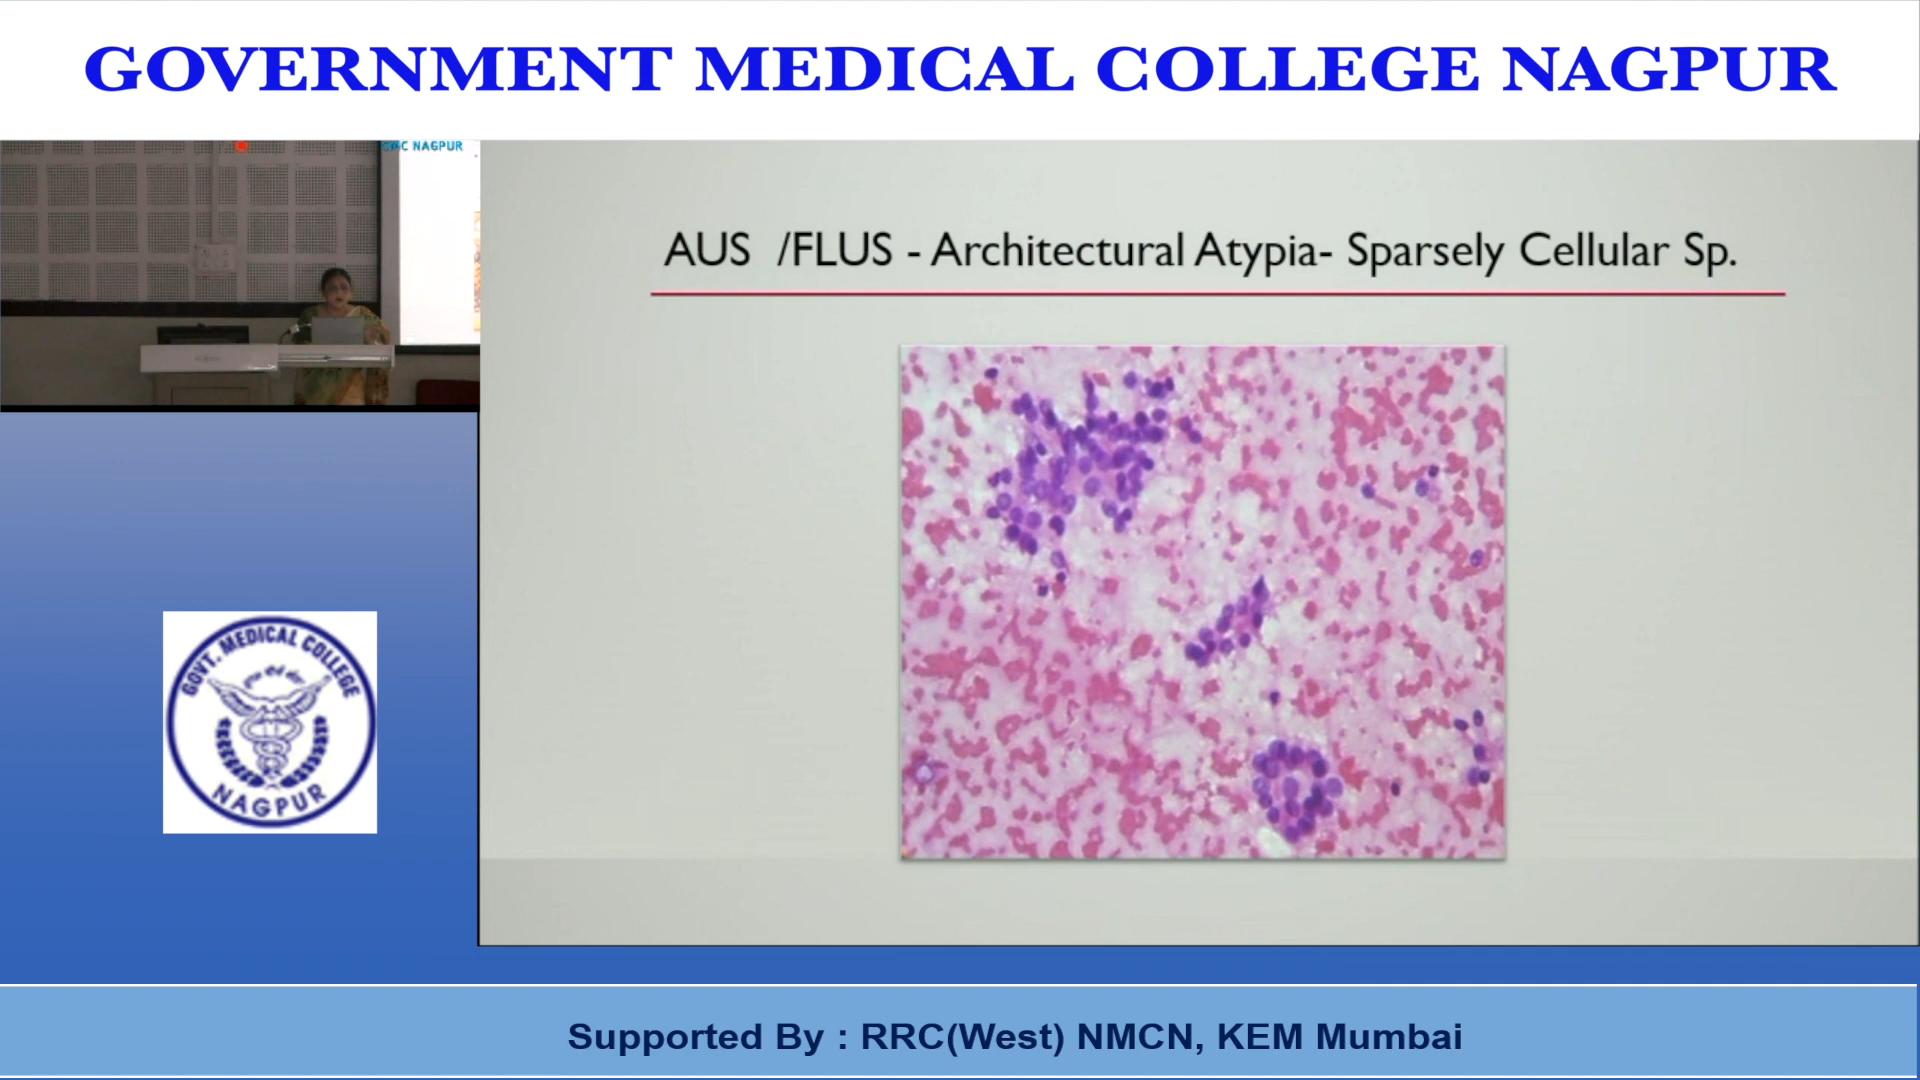 GOVERNMENT MEDICAL COLLEGE NAGPUR
NAGPUR
AUS /FLUS - Architectural Atypia- Sparsely Cellular Sp.
GOVT. MEDICAL COLLEGE
NAGPUR
Supported By : RRC(West) NMCN, KEM Mumbai